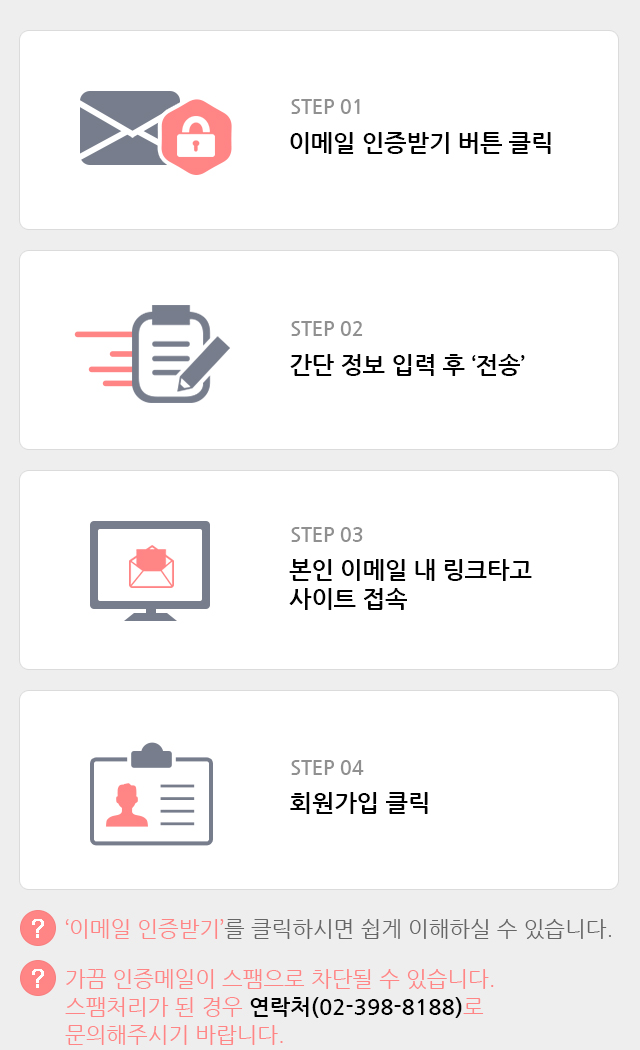 STEP 01
이메일 인증받기 버튼 클릭
STEP 02
간단 정보 입력 후 ‘전송’
STEP 03
본인 이메일 내 링크타고
사이트 접속
STEP 04
회원가입 클릭
? ‘이메일 인증받기’를 클릭하시면 쉽게 이해하실 수 있습니다.
? 가끔 인증메일이 스팸으로 차단될 수 있습니다.
스팸처리가 된 경우 연락처(02-398-8188)로
문의해주시기 바랍니다.